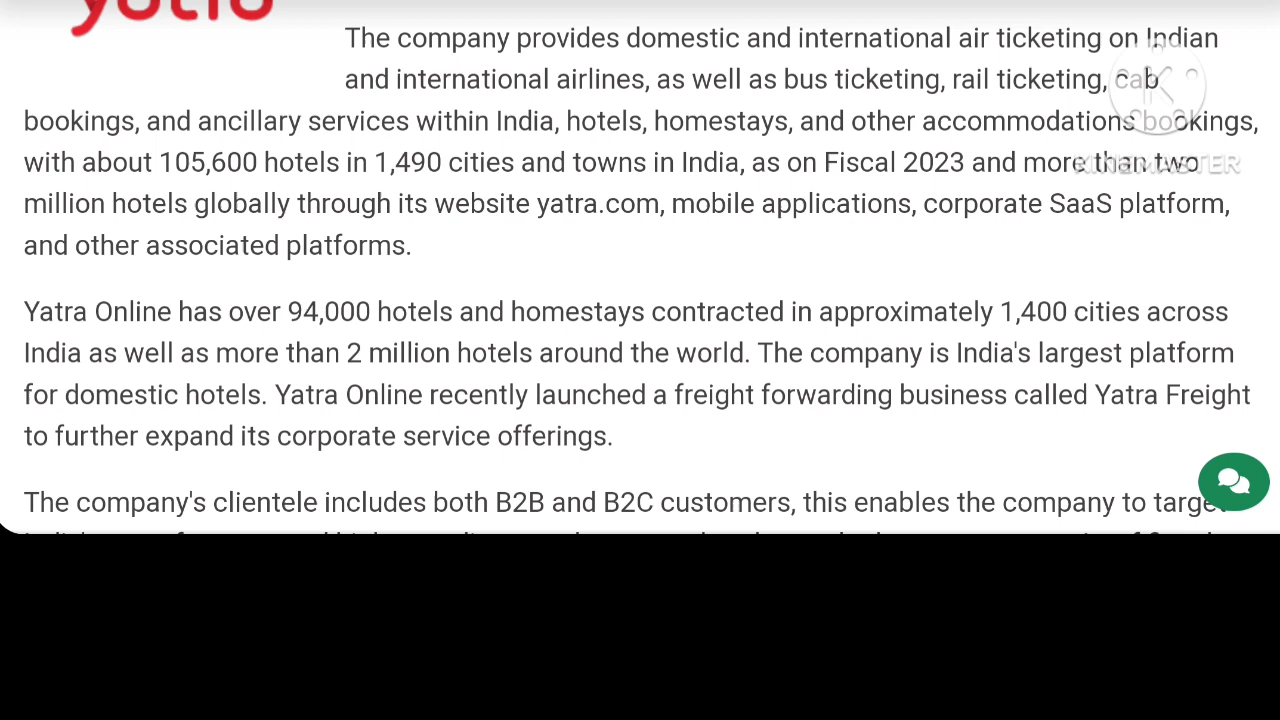 yatra
The company provides domestic and international air ticketing on Indian
and international airlines, as well as bus ticketing, rail ticketing, cab
bookings, and ancillary services within India, hotels, homestays, and other accommodations bookings,
with about 105,600 hotels in 1,490 cities and towns in India, as on Fiscal 2023 and more than two
KINEMASTER
million hotels globally through its website yatra.com, mobile applications, corporate SaaS platform,
and other associated platforms.
Yatra Online has over 94,000 hotels and homestays contracted in approximately 1,400 cities across
India as well as more than 2 million hotels around the world. The company is India's largest platform
for domestic hotels. Yatra Online recently launched a freight forwarding business called Yatra Freight
to further expand its corporate service offerings.
The company's clientele includes both B2B and B2C customers, this enables the company to target